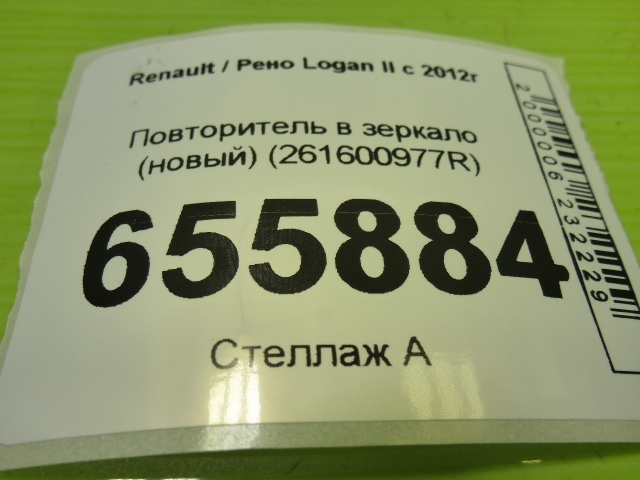 Renault / Рено Logan II с 2012г
Повторитель в зеркало
(новый) (261600977R)
655884
Стеллаж А
2000006232229